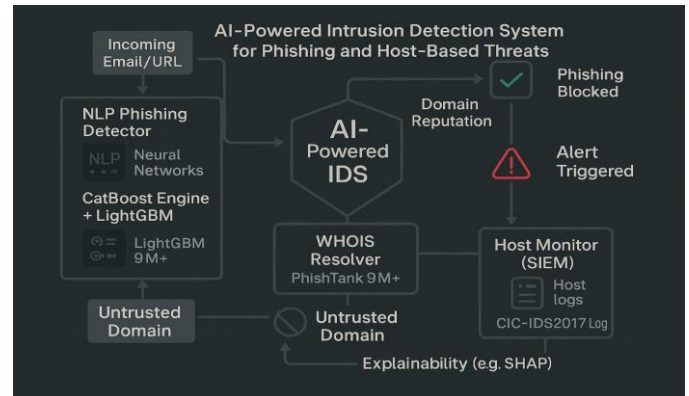 AI-Powered Intrusion Detection System
for Phishing and Host-Based Threats
Incoming
Email/URL
NLP Phishing
Detector
NLP
Neural
Networks
CatBoost Engine
+ LightGBM
LightGBM
9 M+
Untrusted
Domain
AI-
Powered
IDS
Domain
Reputation
Phishing
Blocked
Alert
Triggered
WHOIS
Resolver
PhishTank 9 M+
Host Monitor
(SIEM)
Host
logs
CIC-IDS2017 Log
Untrusted
Domain
Explainability (e.g. SHAP)